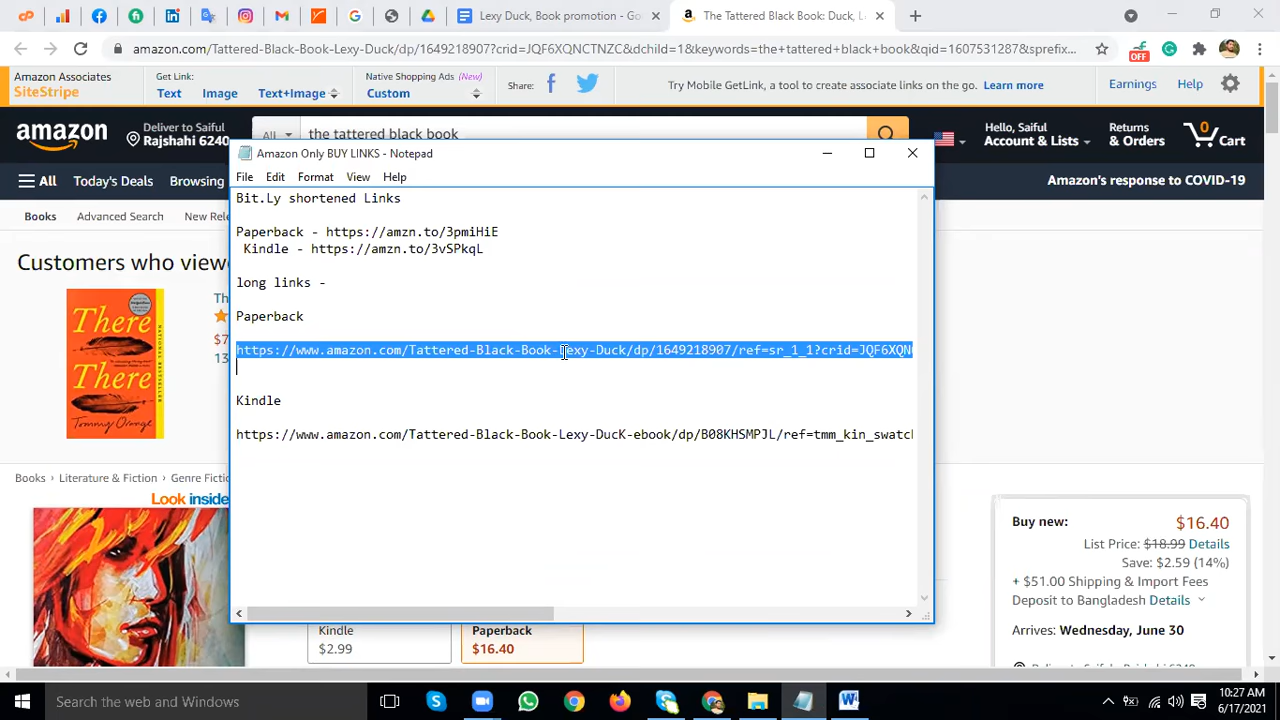 Lexy Duck, Book promotion - Go
The Tattered Black Book: Duck, L
amazon.com/Tattered-Black-Book-Lexy-Duck/dp/1649218907?crid=JQF6XQNCTNZC&dchild=1&keywords=the+tattered+black+book&qid=1607531287&sprefix...
OFF
Amazon Associates
SiteStripe
Get Link:
Text Image Text+Image
Native Shopping Ads (New)
Custom
Share:
Try Mobile GetLink, a tool to create associate links on the go. Learn more
Earnings Help
amazon
Deliver to Saiful
Rajshahi 6240
All the tattered black book
Hello, Saiful
Account & Lists
Returns
& Orders
0
Cart
Amazon Only BUY LINKS - Notepad
File Edit Format View Help
All Today's Deals Browsing
Amazon's response to COVID-19
Books Advanced Search New Rel
Bit.Ly shortened Links
Paperback - https://amzn.to/3pmiHiE
Kindle - https://amzn.to/3vSPkqL
long links -
Paperback
https://www.amazon.com/Tattered-Black-Book-Lexy-Duck/dp/1649218907/ref=sr_1_1?crid=JQF6XQN
Kindle
https://www.amazon.com/Tattered-Black-Book-Lexy-DucK-ebook/dp/B08KHSMPJL/ref=tmm_kin_swatc
Customers who view
There
There
Tommy Orange
Th
$7
13
Books › Literature & Fiction › Genre Fic
Look inside
Buy new: $16.40
List Price: $18.99 Details
Save: $2.59 (14%)
+ $51.00 Shipping & Import Fees
Deposit to Bangladesh Details
Arrives: Wednesday, June 30
Kindle
$2.99
Paperback
$16.40
Search the web and Windows
10:27 AM
6/17/2021